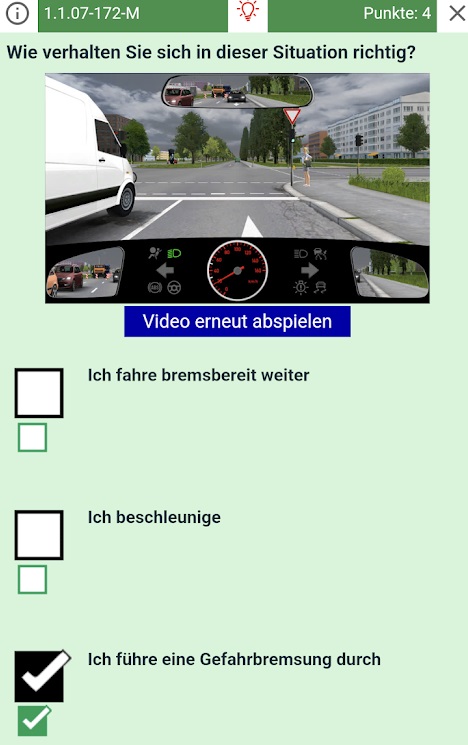 1.1.07-172-M
Punkte: 4
Wie verhalten Sie sich in dieser Situation richtig?
Video erneut abspielen
Ich fahre bremsbereit weiter
Ich beschleunige
Ich führe eine Gefahrbremsung durch